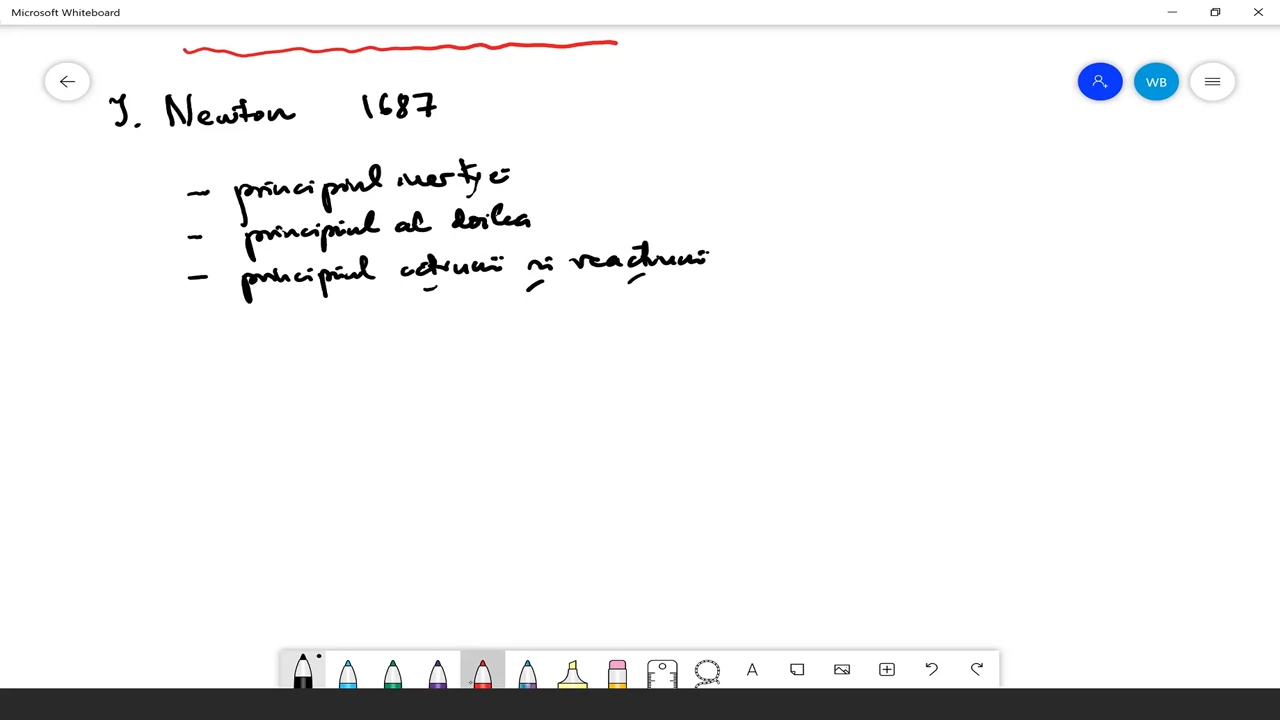 Microsoft Whiteboard
WB
I. Newton 1687
- principiul inerției
- principiul al doilea
- principiul acțiunii și reacțiunii
A